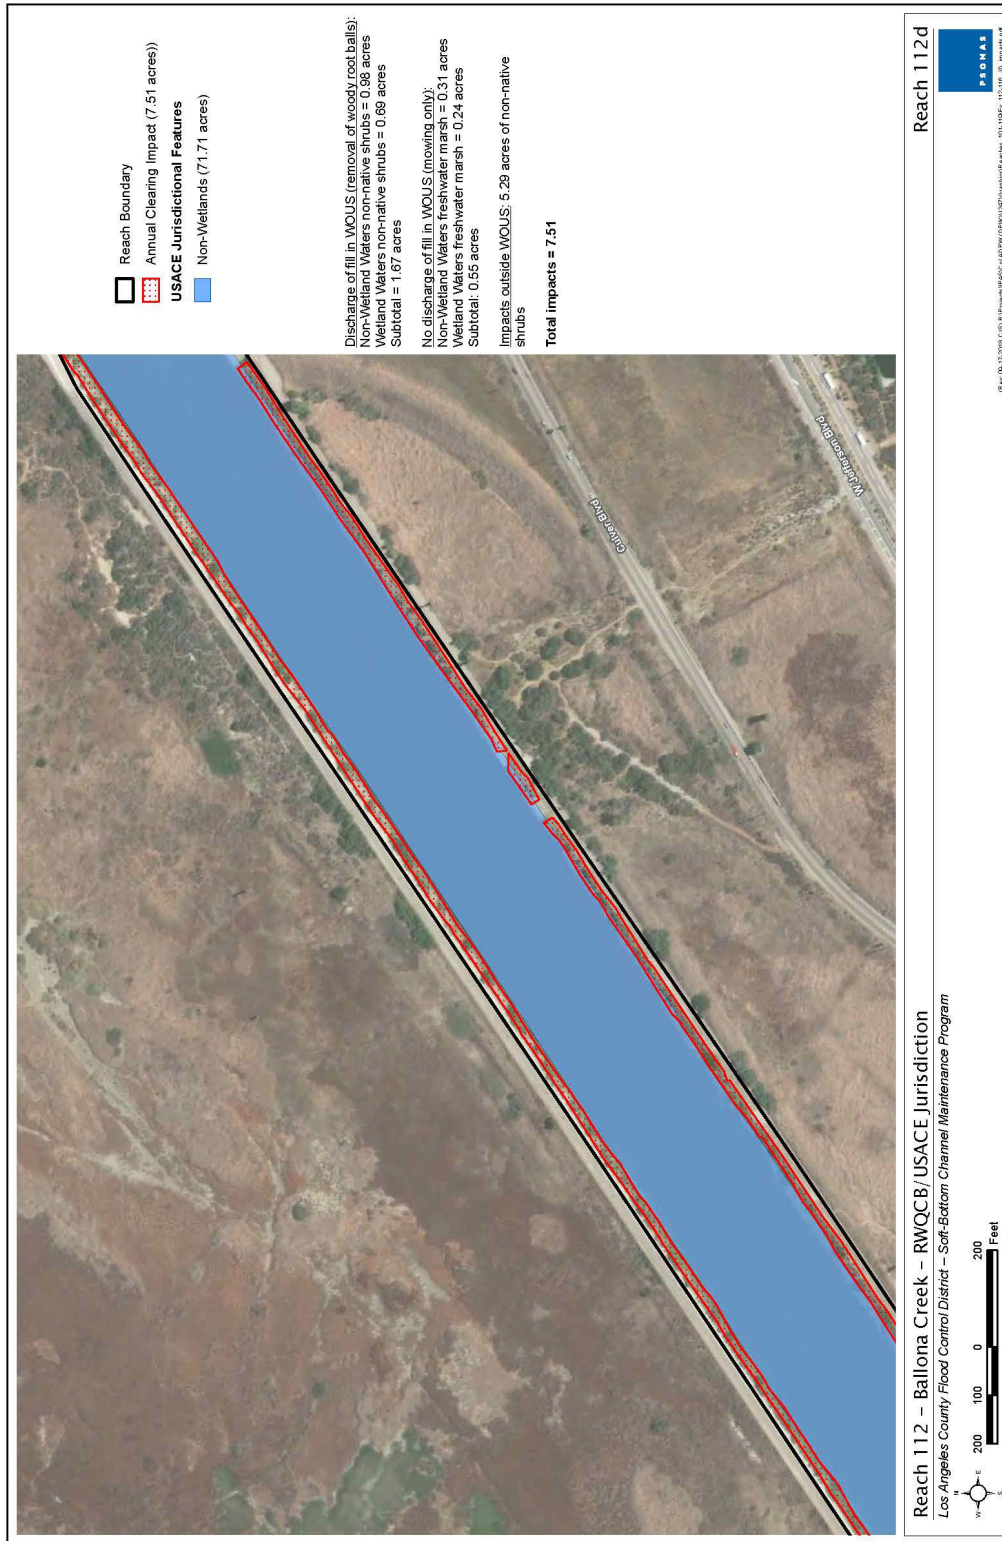 Reach Boundary
Annual Clearing Impact (7.51 acres))
USACE Jurisdictional Features
Non-Wetlands (71.71 acres)
Discharge of fill in WOUS (removal of woody root balls):
Non-Wetland Waters non-native shrubs = 0.98 acres
Wetland Waters non-native shrubs = 0.69 acres
Subtotal = 1.67 acres
No discharge of fill in WOUS (mowing only):
Non-Wetland Waters freshwater marsh = 0.31 acres
Wetland Waters freshwater marsh = 0.24 acres
Subtotal: 0.55 acres
Impacts outside WOUS: 5.29 acres of non-native
shrubs
Total impacts = 7.51
Culver Blvd
W Jefferson Blvd
Reach 112 – Ballona Creek – RWQCB/USACE Jurisdiction
Reach 112d
Los Angeles County Flood Control District – Soft-Bottom Channel Maintenance Program
N
W E
S
200 100 0 200
Feet
PSOMAS